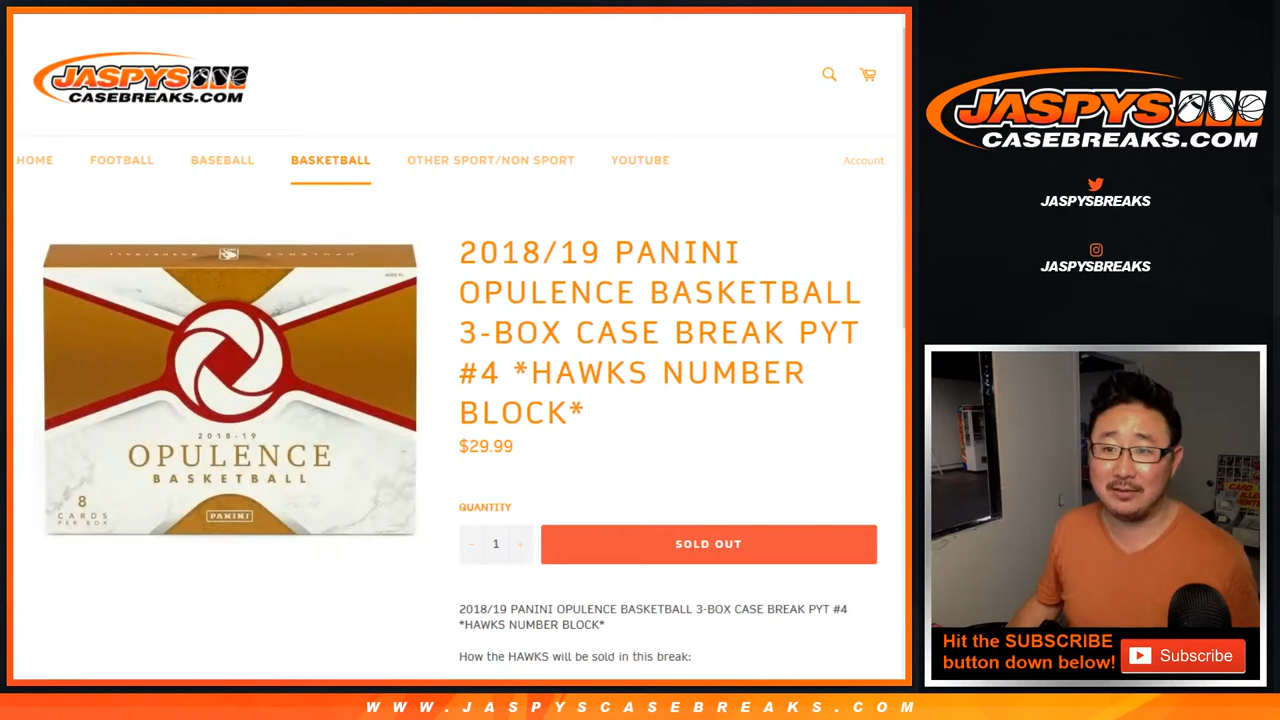 JASPYS
CASEBREAKS.COM
HOME
FOOTBALL
BASEBALL
BASKETBALL
OTHER SPORT/NON SPORT
YOUTUBE
Account
2018-19
OPULENCE
BASKETBALL
8
CARDS
PER BOX
PANINI
2018/19 PANINI
OPULENCE BASKETBALL
3-BOX CASE BREAK PYT
#4 *HAWKS NUMBER
BLOCK*
$29.99
QUANTITY
− 1 +
SOLD OUT
2018/19 PANINI OPULENCE BASKETBALL 3-BOX CASE BREAK PYT #4
*HAWKS NUMBER BLOCK*
How the HAWKS will be sold in this break:
JASPYS
CASEBREAKS.COM
JASPYSBREAKS
JASPYSBREAKS
Hit the SUBSCRIBE
button down below!
Subscribe
WWW.JASPYSCASEBREAKS.COM